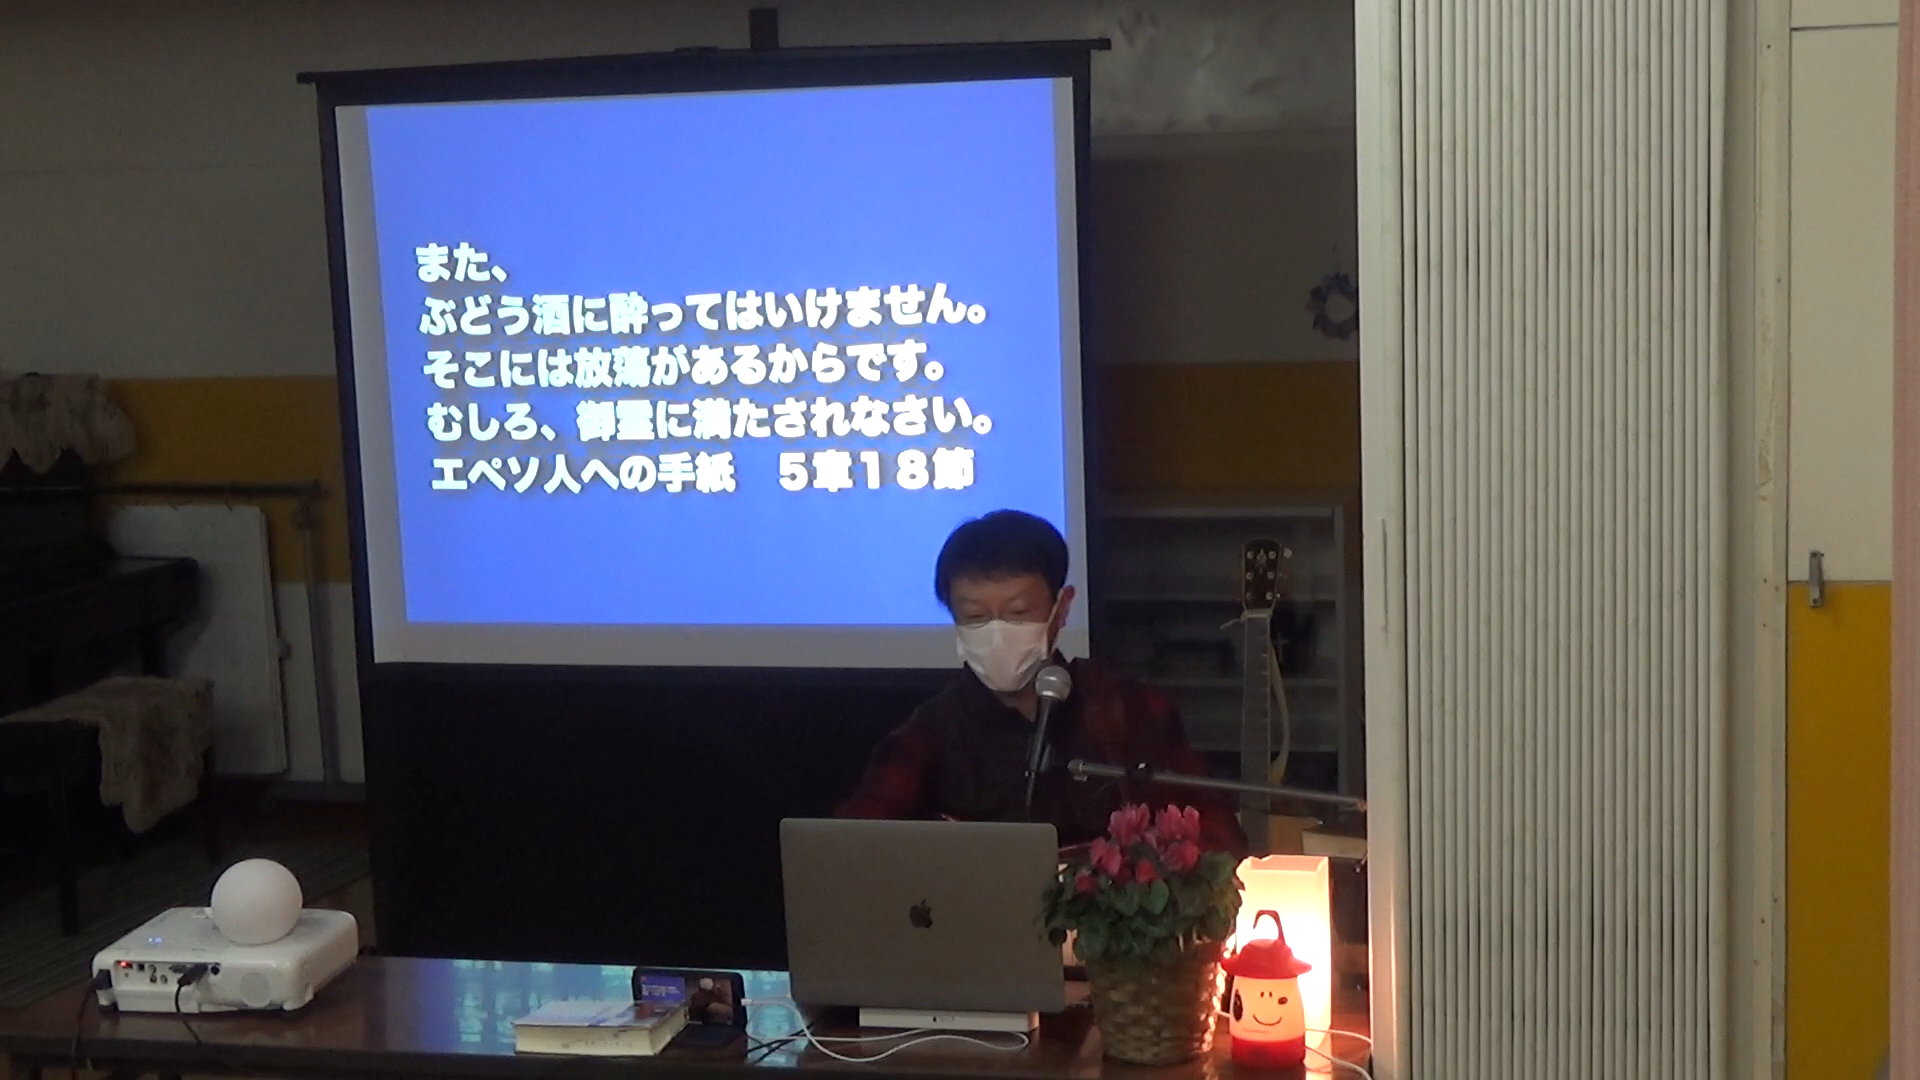 また、
ぶどう酒に酔ってはいけません。
そこには放蕩があるからです。
むしろ、御霊に満たされなさい。
エペソ人への手紙　５章１８節